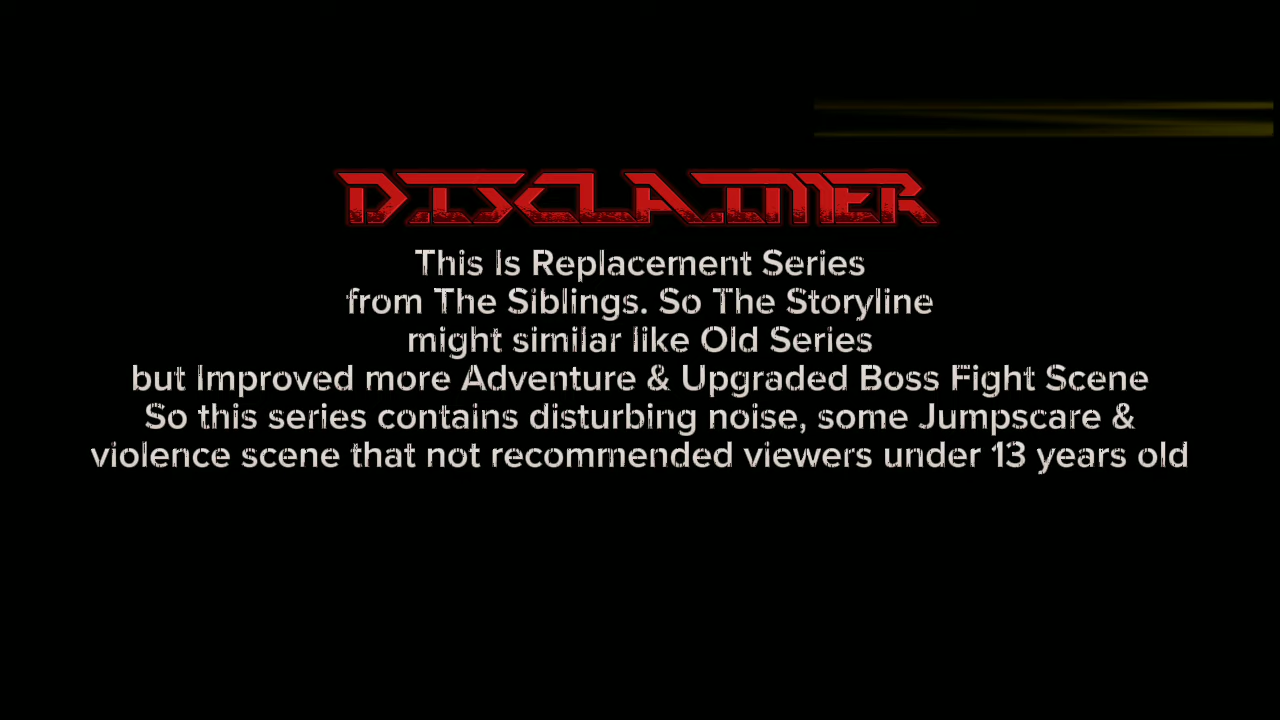 DISCLAIMER
This Is Replacement Series
from The Siblings. So The Storyline
might similar like Old Series
but Improved more Adventure & Upgraded Boss Fight Scene
So this series contains disturbing noise, some Jumpscare &
violence scene that not recommended viewers under 13 years old